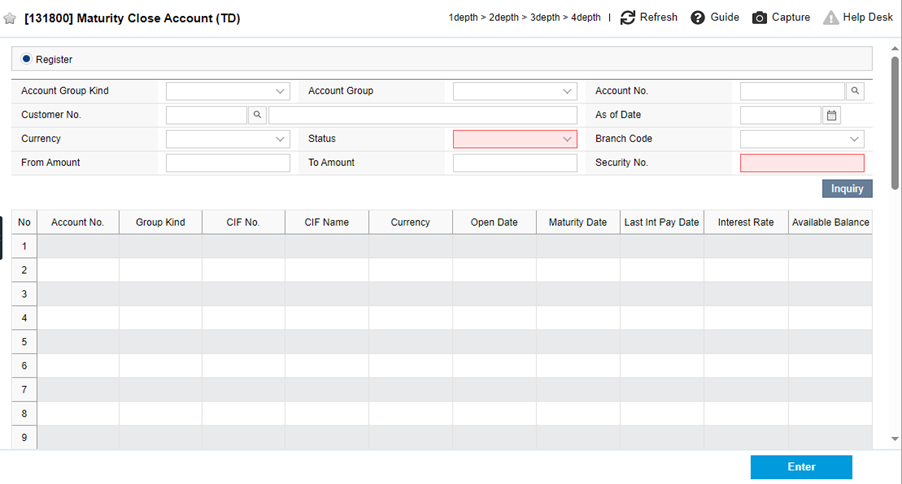 [131800] Maturity Close Account (TD) 1depth > 2depth > 3depth > 4depth | Refresh Guide Capture Help Desk
Register
Account Group Kind Account Group Account No.
Customer No. As of Date
Currency Status Branch Code
From Amount To Amount Security No.
Inquiry
No Account No. Group Kind CIF No. CIF Name Currency Open Date Maturity Date Last Int Pay Date Interest Rate Available Balance
1
2
3
4
5
6
7
8
9
Enter